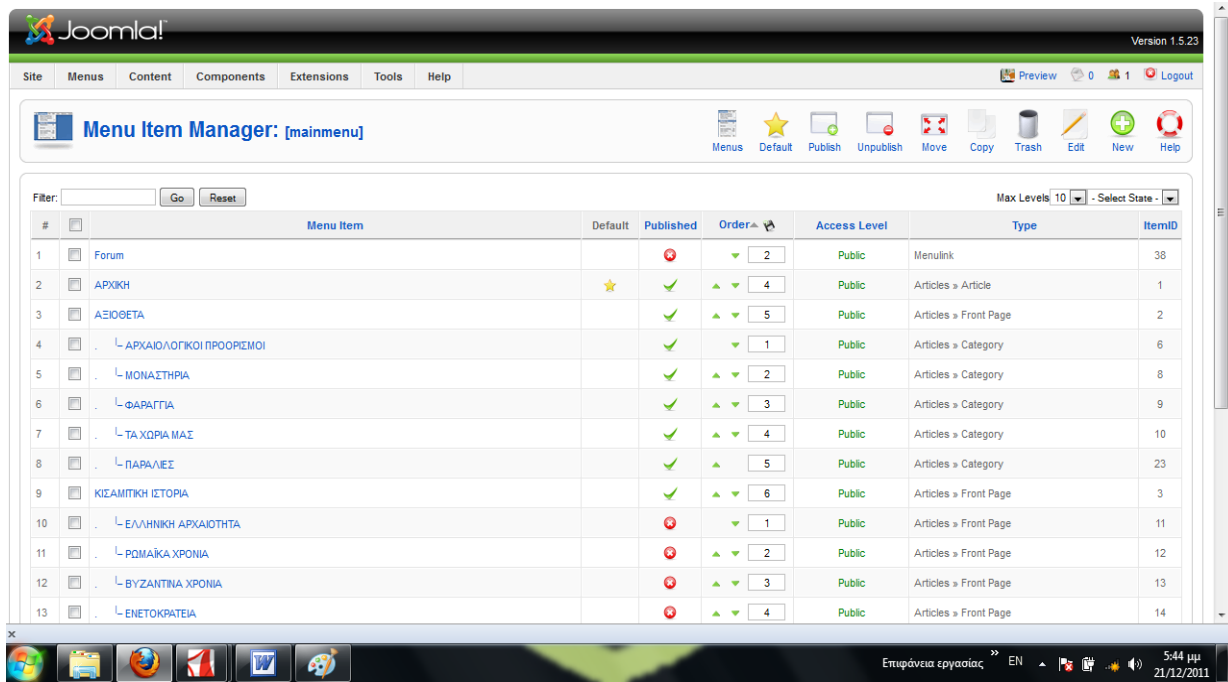 Joomla!
Version 1.5.23
Site Menus Content Components Extensions Tools Help Preview 0 1 Logout
Menu Item Manager: [mainmenu]
Menus Default Publish Unpublish Move Copy Trash Edit New Help
Filter: Go Reset Max Levels 10 - Select State -
# Menu Item Default Published Order Access Level Type ItemID
1 Forum 2 Public Menulink 38
2 ΑΡΧΙΚΗ 4 Public Articles » Article 1
3 ΑΞΙΟΘΕΤΑ 5 Public Articles » Front Page 2
4 . ΑΡΧΑΙΟΛΟΓΙΚΟΙ ΠΡΟΟΡΙΣΜΟΙ 1 Public Articles » Category 6
5 . ΜΟΝΑΣΤΗΡΙΑ 2 Public Articles » Category 8
6 . ΦΑΡΑΓΓΙΑ 3 Public Articles » Category 9
7 . ΤΑ ΧΩΡΙΑ ΜΑΣ 4 Public Articles » Category 10
8 . ΠΑΡΑΛΙΕΣ 5 Public Articles » Category 23
9 ΚΙΣΑΜΙΤΙΚΗ ΙΣΤΟΡΙΑ 6 Public Articles » Front Page 3
10 . ΕΛΛΗΝΙΚΗ ΑΡΧΑΙΟΤΗΤΑ 1 Public Articles » Front Page 11
11 . ΡΩΜΑΪΚΑ ΧΡΟΝΙΑ 2 Public Articles » Front Page 12
12 . ΒΥΖΑΝΤΙΝΑ ΧΡΟΝΙΑ 3 Public Articles » Front Page 13
13 . ΕΝΕΤΟΚΡΑΤΕΙΑ 4 Public Articles » Front Page 14
x
Επιφάνεια εργασίας » EN 5:44 μμ
21/12/2011